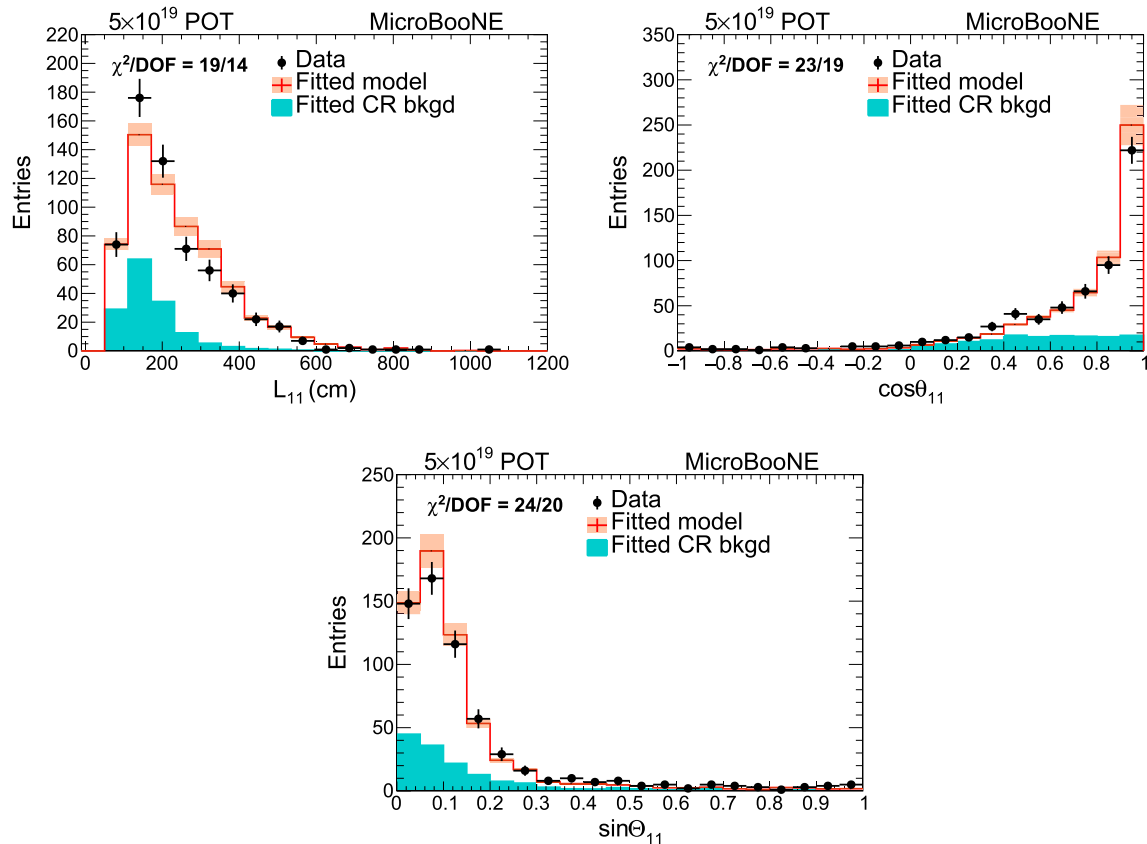 5×10¹⁹ POT MicroBooNE
χ²/DOF = 19/14
Data
Fitted model
Fitted CR bkgd
Entries
220
200
180
160
140
120
100
80
60
40
20
0
0 200 400 600 800 1000 1200
L₁₁ (cm)
5×10¹⁹ POT MicroBooNE
χ²/DOF = 23/19
Data
Fitted model
Fitted CR bkgd
Entries
350
300
250
200
150
100
50
0
−1 −0.8 −0.6 −0.4 −0.2 0 0.2 0.4 0.6 0.8 1
cosθ₁₁
5×10¹⁹ POT MicroBooNE
χ²/DOF = 24/20
Data
Fitted model
Fitted CR bkgd
Entries
250
200
150
100
50
0
0 0.1 0.2 0.3 0.4 0.5 0.6 0.7 0.8 0.9 1
sinΘ₁₁